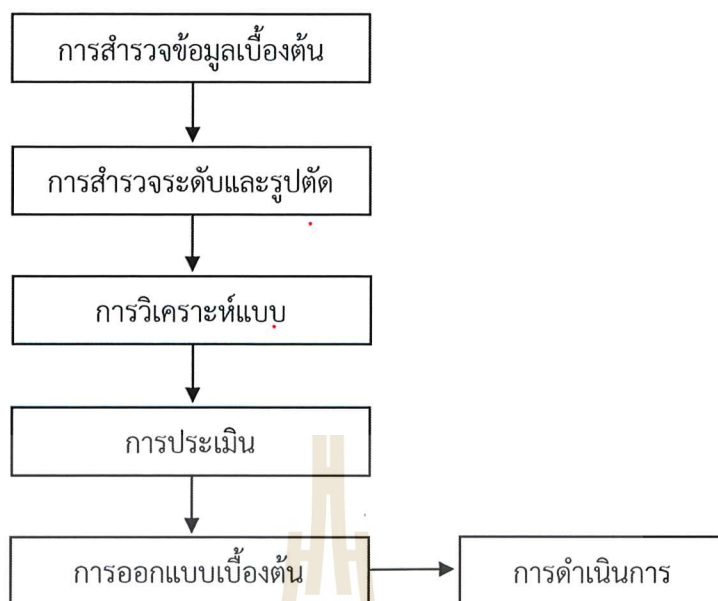 การสำรวจข้อมูลเบื้องต้น
การสำรวจระดับและรูปตัด
การวิเคราะห์แบบ
การประเมิน
การออกแบบเบื้องต้น
การดำเนินการ